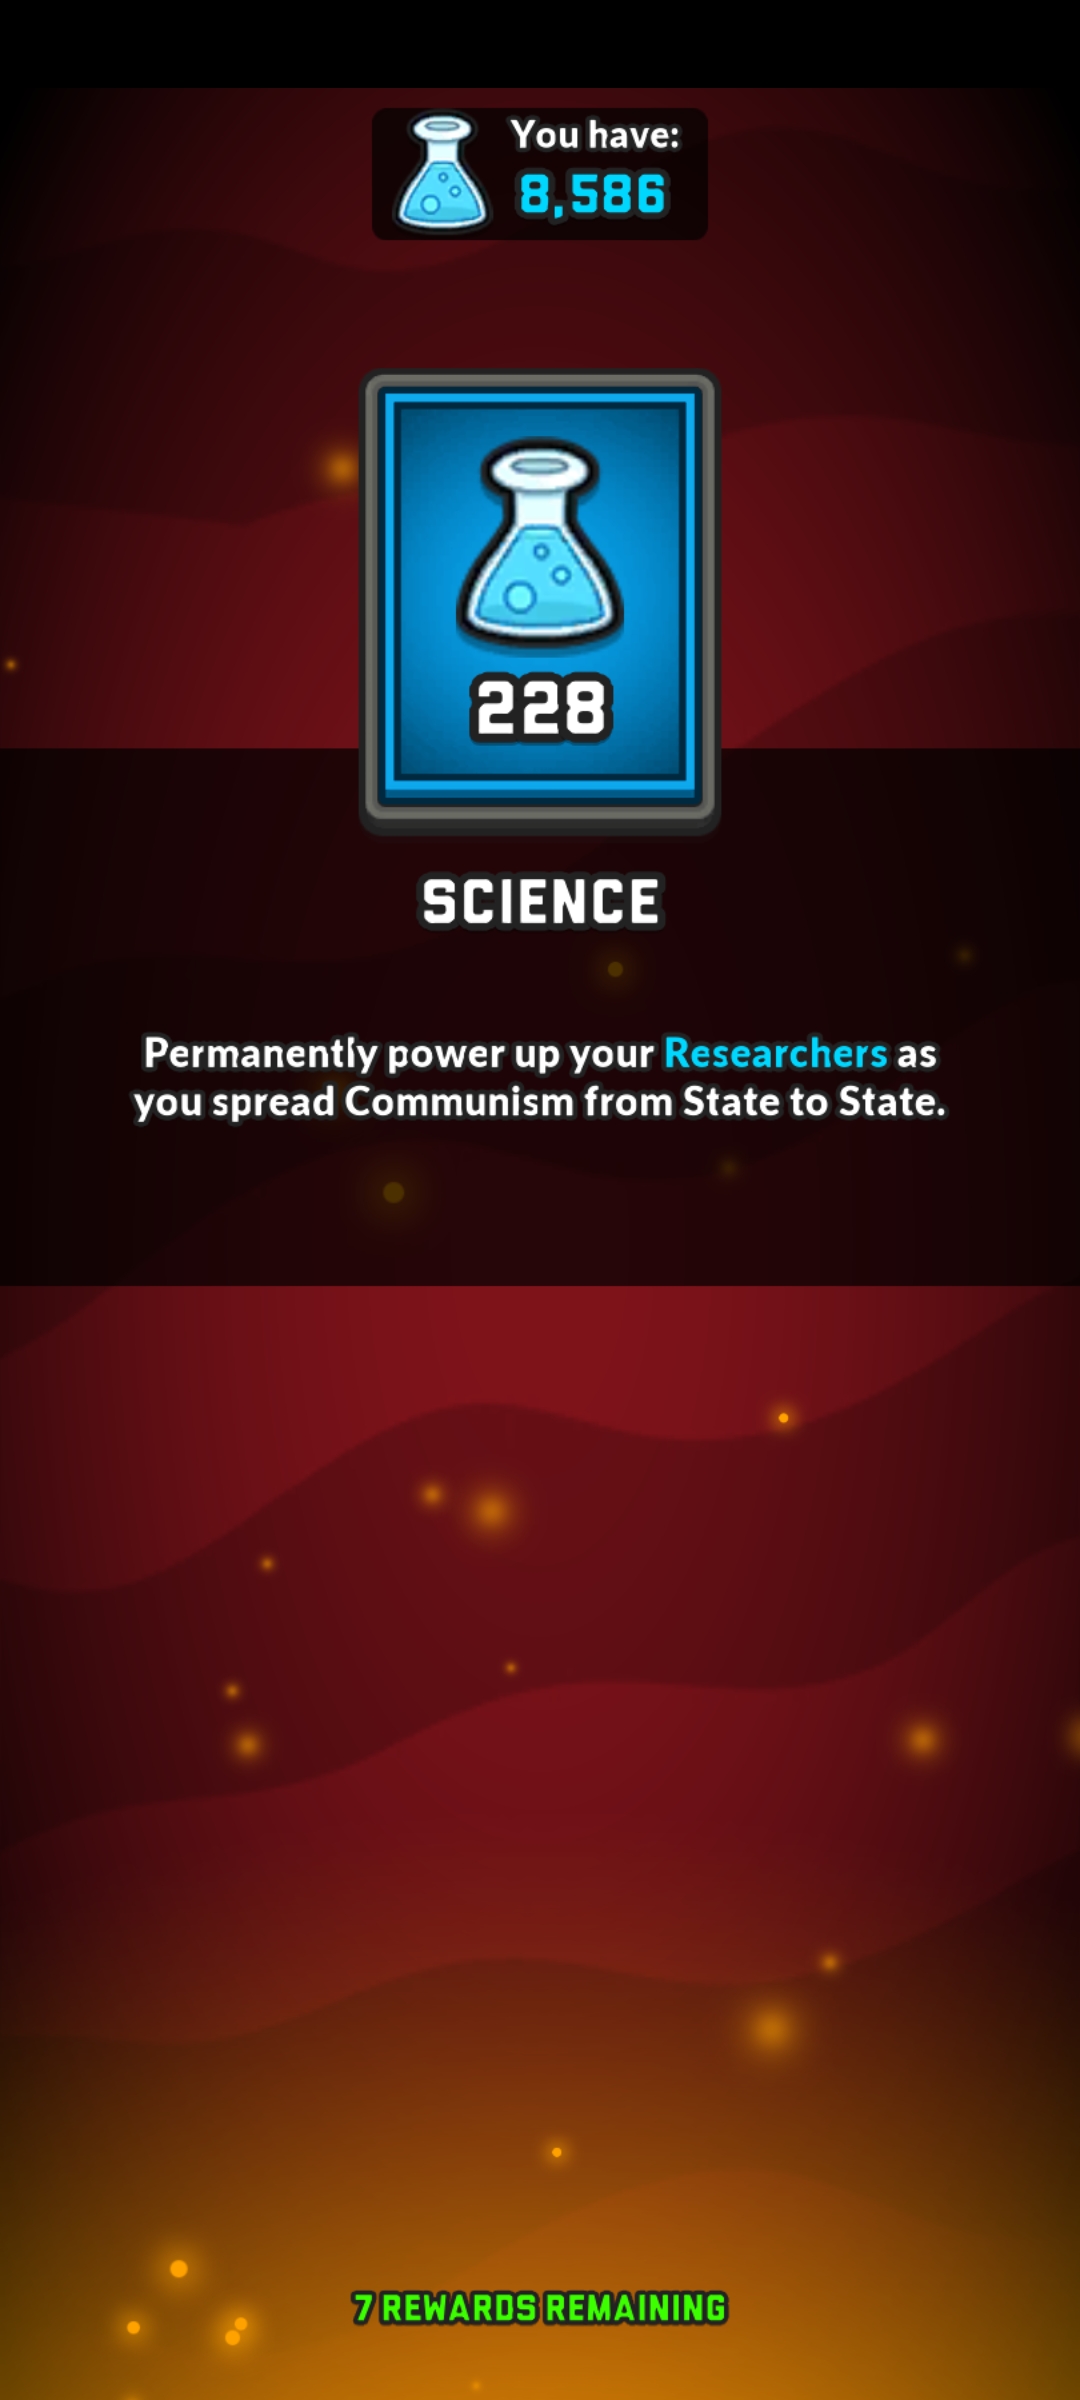 You have:
8,586
228
SCIENCE
Permanently power up your Researchers as
you spread Communism from State to State.
7 REWARDS REMAINING